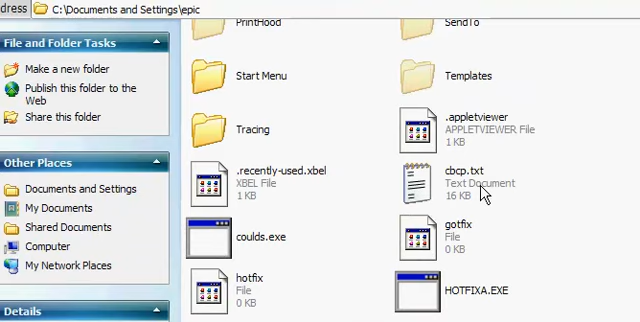 dress C:\Documents and Settings\epic
PrintHood
SendTo
File and Folder Tasks
Make a new folder
Publish this folder to the
Web
Share this folder
Start Menu
Templates
Tracing
.appletviewer
APPLETVIEWER File
1 KB
Other Places
Documents and Settings
My Documents
Shared Documents
Computer
My Network Places
.recently-used.xbel
XBEL File
1 KB
cbcp.txt
Text Document
16 KB
coulds.exe
gotfix
File
0 KB
hotfix
File
0 KB
HOTFIXA.EXE
Details